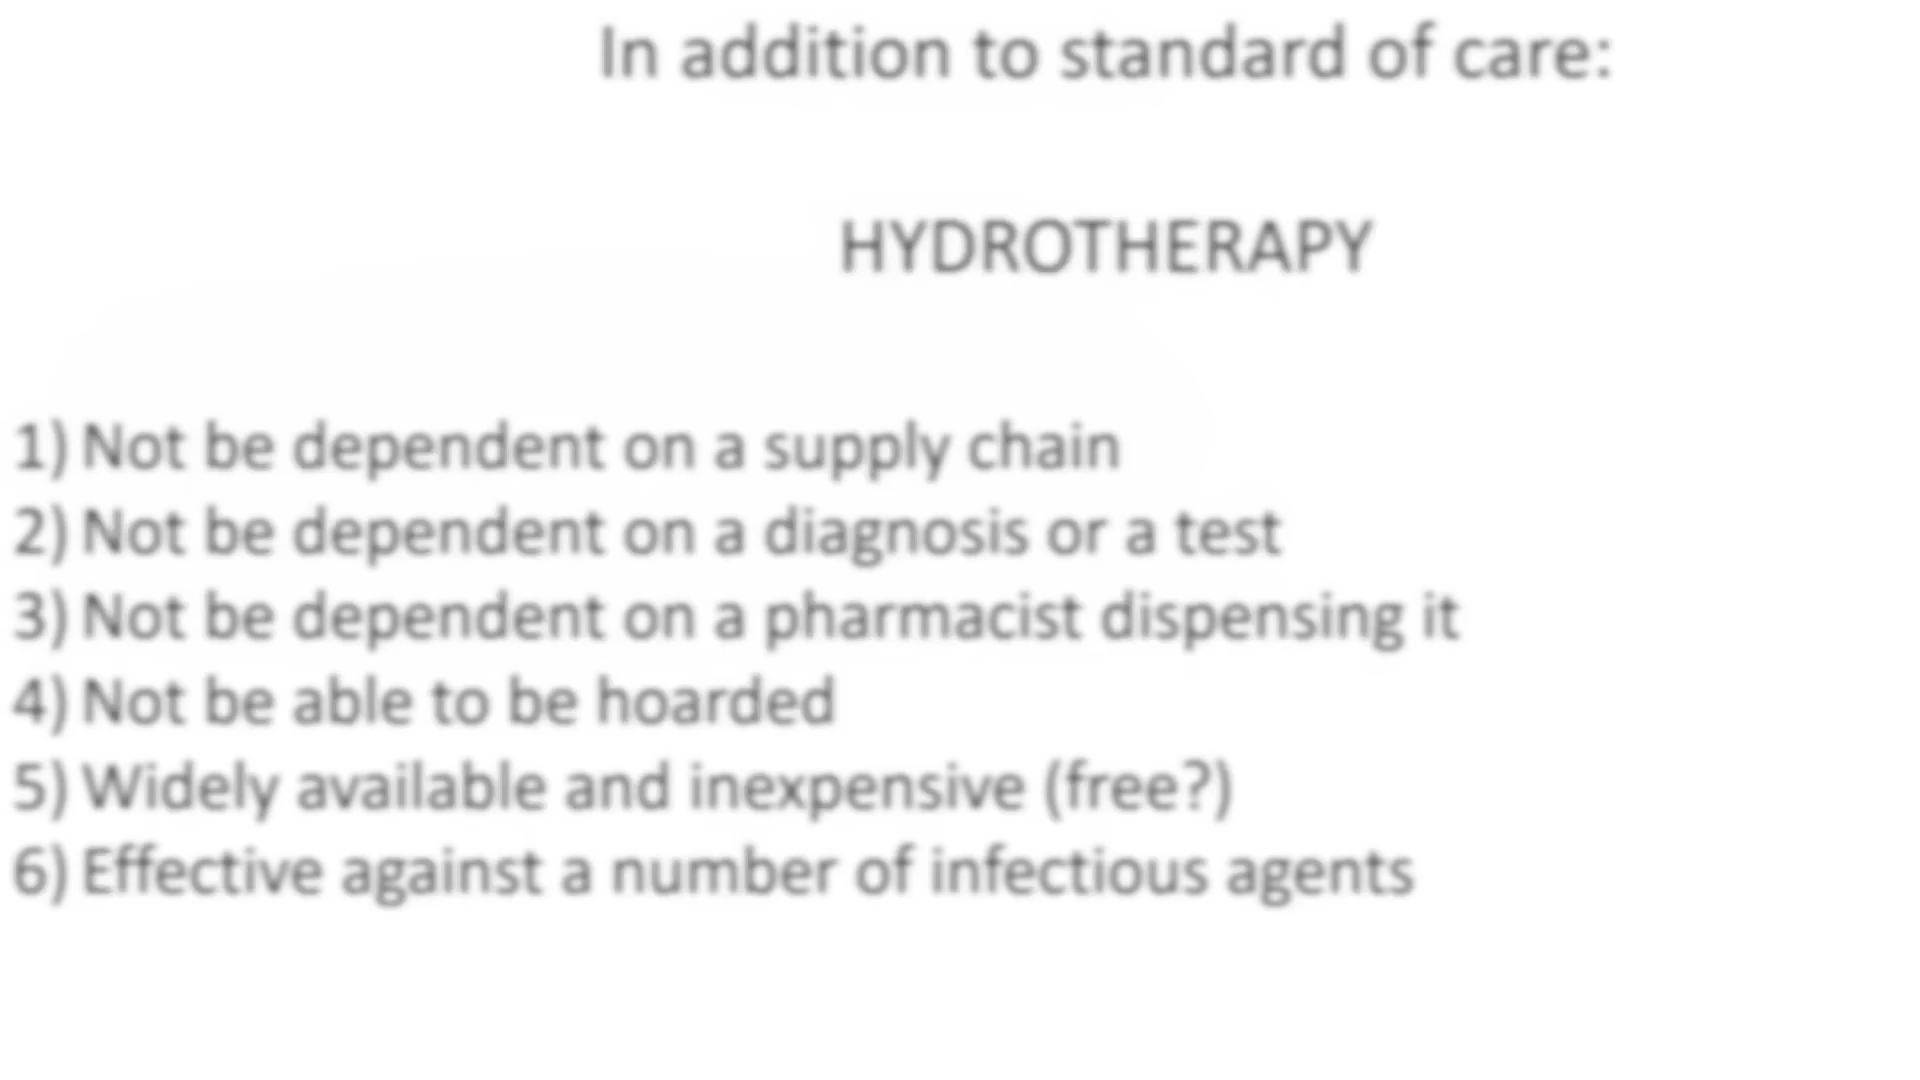 In addition to standard of care:
HYDROTHERAPY
1) Not be dependent on a supply chain
2) Not be dependent on a diagnosis or a test
3) Not be dependent on a pharmacist dispensing it
4) Not be able to be hoarded
5) Widely available and inexpensive (free?)
6) Effective against a number of infectious agents